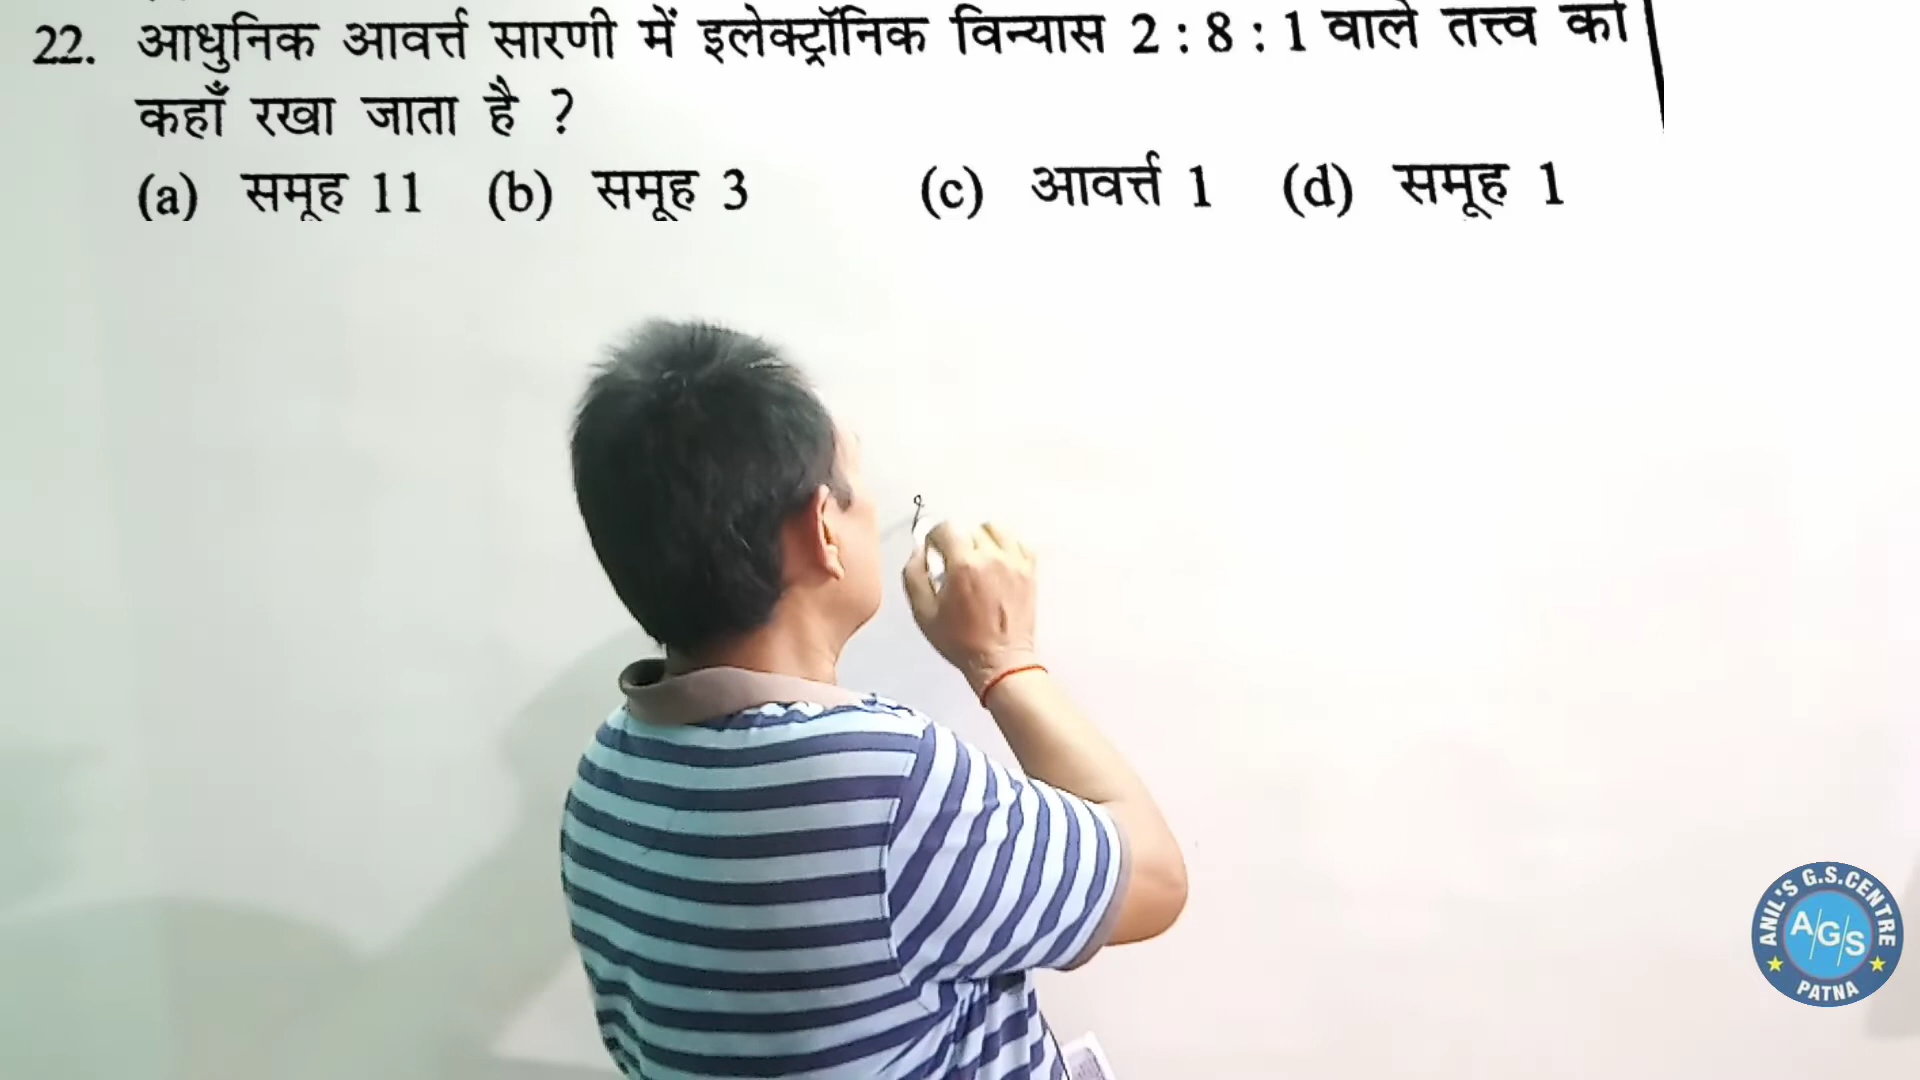 22. आधुनिक आवर्त्त सारणी में इलेक्ट्रॉनिक विन्यास 2 : 8 : 1 वाले तत्त्व को
कहाँ रखा जाता है ?
(a) समूह 11 (b) समूह 3 (c) आवर्त्त 1 (d) समूह 1
ANIL'S G.S.CENTRE
A/G/S
PATNA